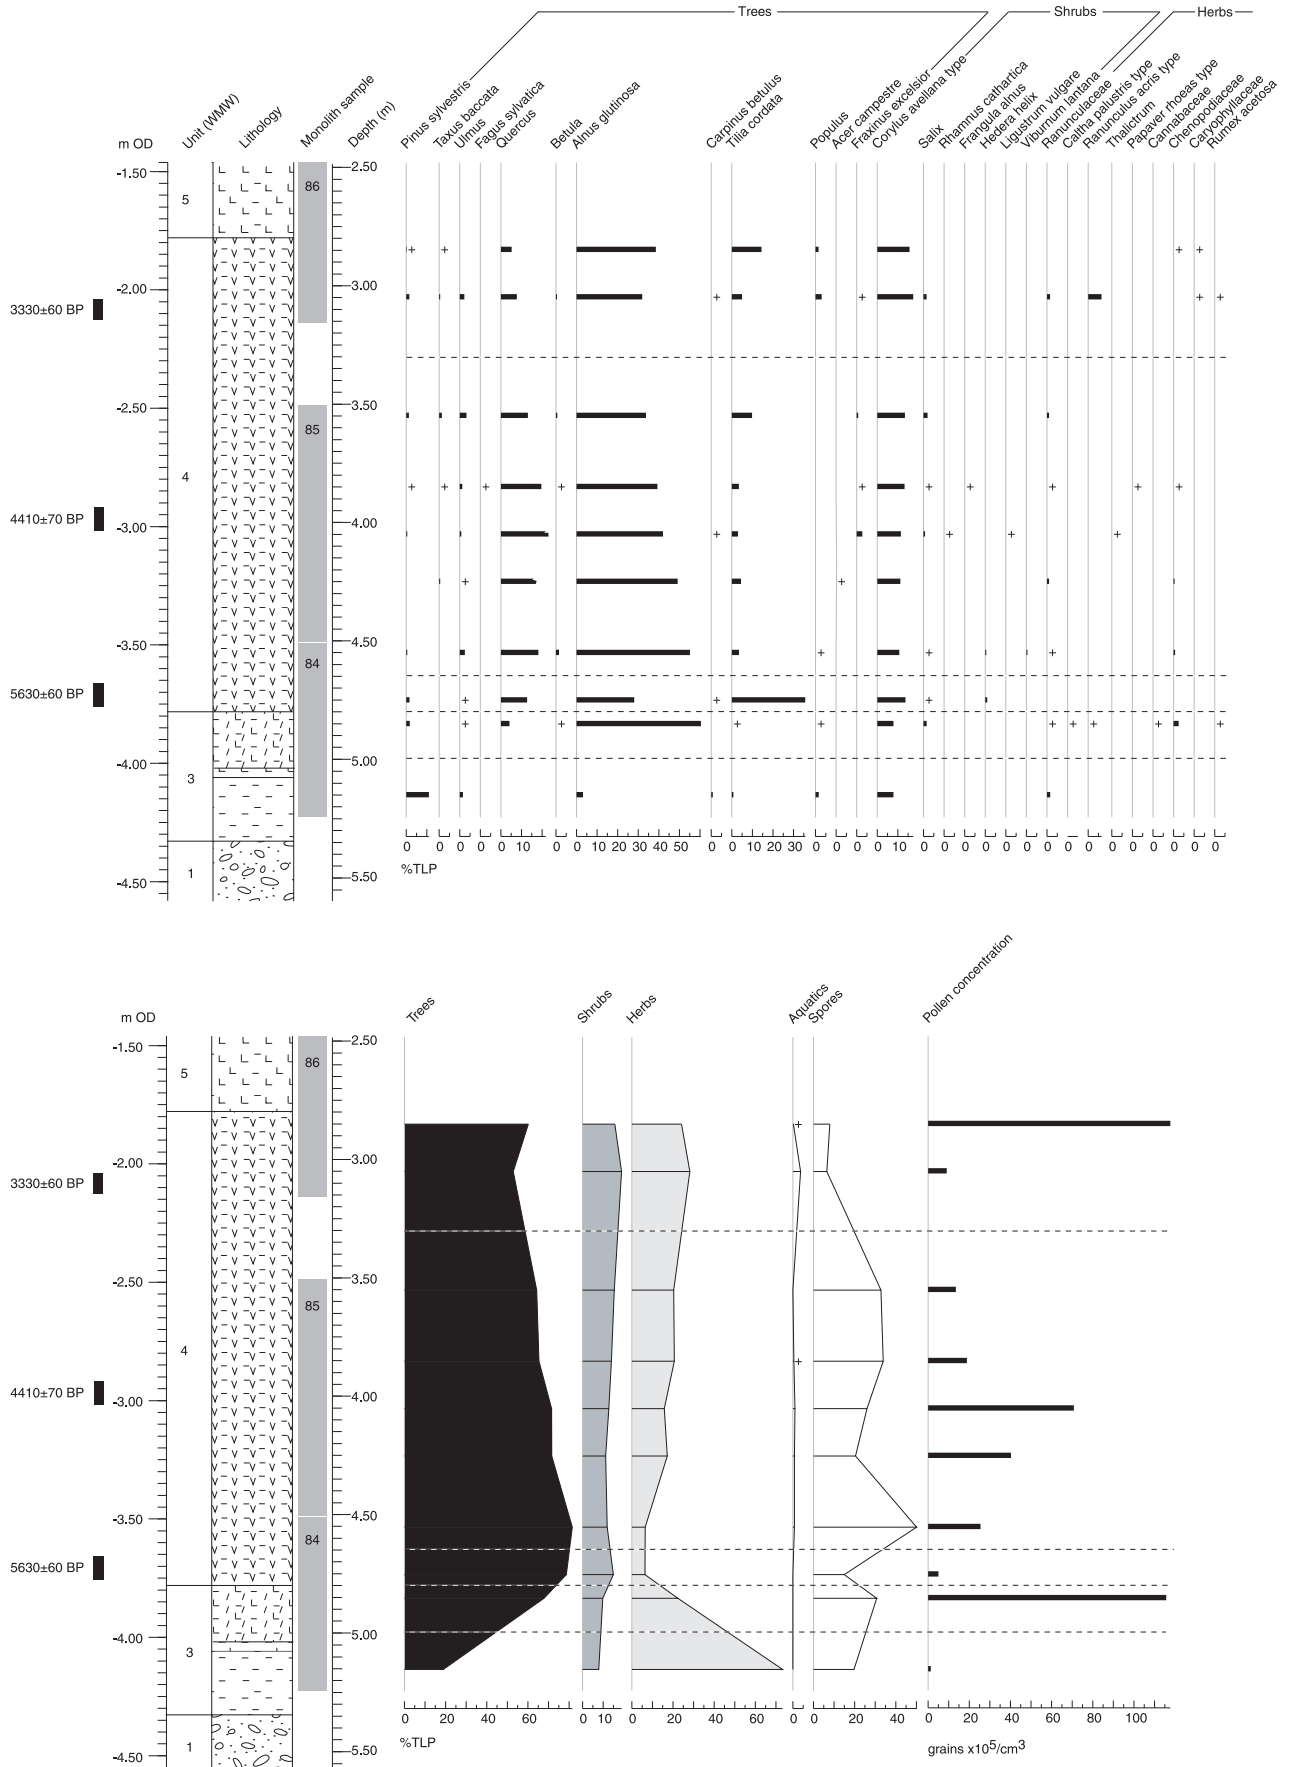 Trees Shrubs Herbs
m OD
Unit (WMW)
Lithology
Monolith sample
Depth (m)
Pinus sylvestris
Taxus baccata
Ulmus
Fagus sylvatica
Quercus
Betula
Alnus glutinosa
Carpinus betulus
Tilia cordata
Populus
Acer campestre
Fraxinus excelsior
Corylus avellana type
Salix
Rhamnus cathartica
Frangula alnus
Hedera helix
Ligustrum vulgare
Viburnum lantana
Ranunculaceae
Caltha palustris type
Ranunculus acris type
Thalictrum
Papaver rhoeas type
Cannabaceae
Chenopodiaceae
Caryophyllaceae
Rumex acetosa
-1.50 5 86 2.50
+ + + +
3330±60 BP -2.00 3.00
+ + + +
-2.50 85 3.50
4
+ + + + + + + + + +
4410±70 BP -3.00 4.00
+ + + +
+ +
-3.50 84 4.50
+ + +
5630±60 BP
+ + +
+ + + + + + + + +
-4.00 3 5.00
0 0 0 0 0 10 0 0 10 20 30 40 50 0 0 10 20 30 0 0 0 0 10 0 0 0 0 0 0 0 0 0 0 0 0 0 0 0
%TLP
-4.50 1 5.50
m OD
Trees
Shrubs
Herbs
Aquatics
Spores
Pollen concentration
-1.50 5 86 2.50
+
3330±60 BP -2.00 3.00
-2.50 85 3.50
4 +
4410±70 BP -3.00 4.00
-3.50 84 4.50
5630±60 BP
-4.00 3 5.00
0 20 60 0 10 0 20 40 60 0 0 20 40 0 20 40 60 80 100
%TLP
grains x10⁵/cm³
-4.50 1 5.50